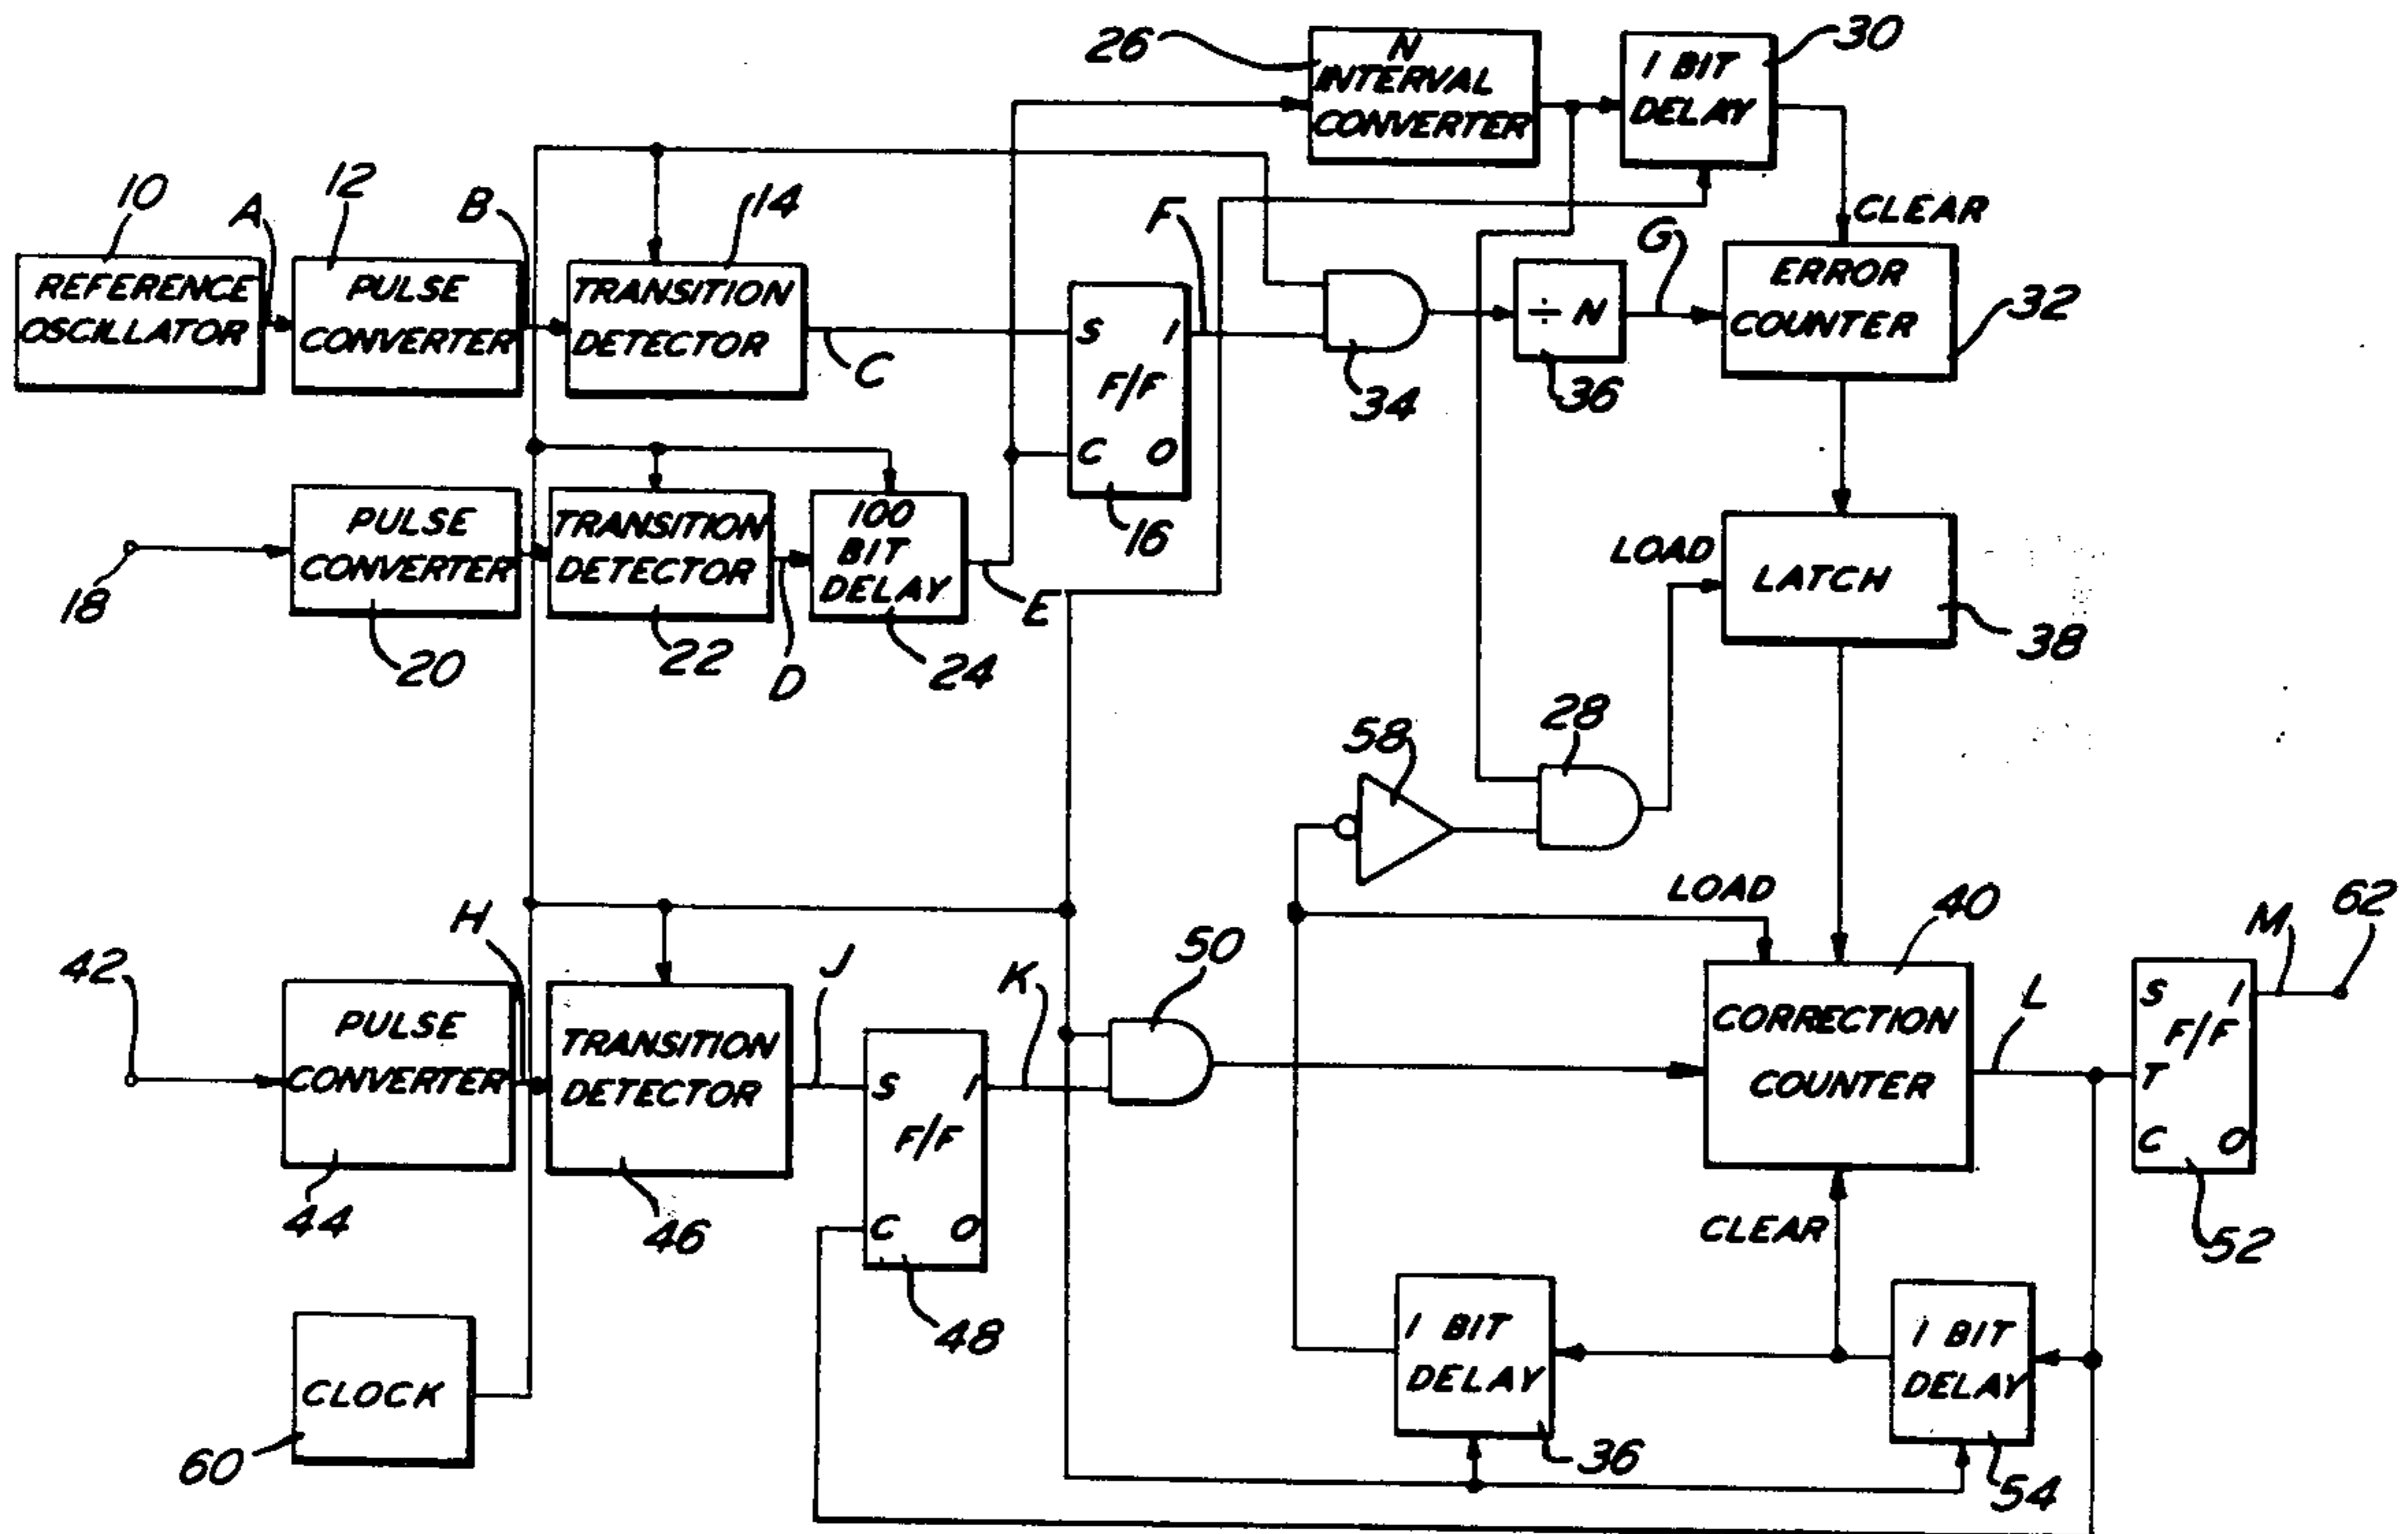 26
N
INTERVAL
CONVERTER
1 BIT
DELAY
30
10
A
12
B
14
F
G
CLEAR
REFERENCE
OSCILLATOR
PULSE
CONVERTER
TRANSITION
DETECTOR
C
S 1
F/F
C 0
16
34
÷ N
36
ERROR
COUNTER
32
18
PULSE
CONVERTER
20
TRANSITION
DETECTOR
22
D
100
BIT
DELAY
24
E
LOAD
LATCH
38
58
28
LOAD
40
42
H
PULSE
CONVERTER
44
TRANSITION
DETECTOR
46
J
S 1
F/F
C 0
48
K
50
CORRECTION
COUNTER
L
S 1
F/F
T
C 0
52
M
62
CLEAR
CLOCK
60
1 BIT
DELAY
36
1 BIT
DELAY
54